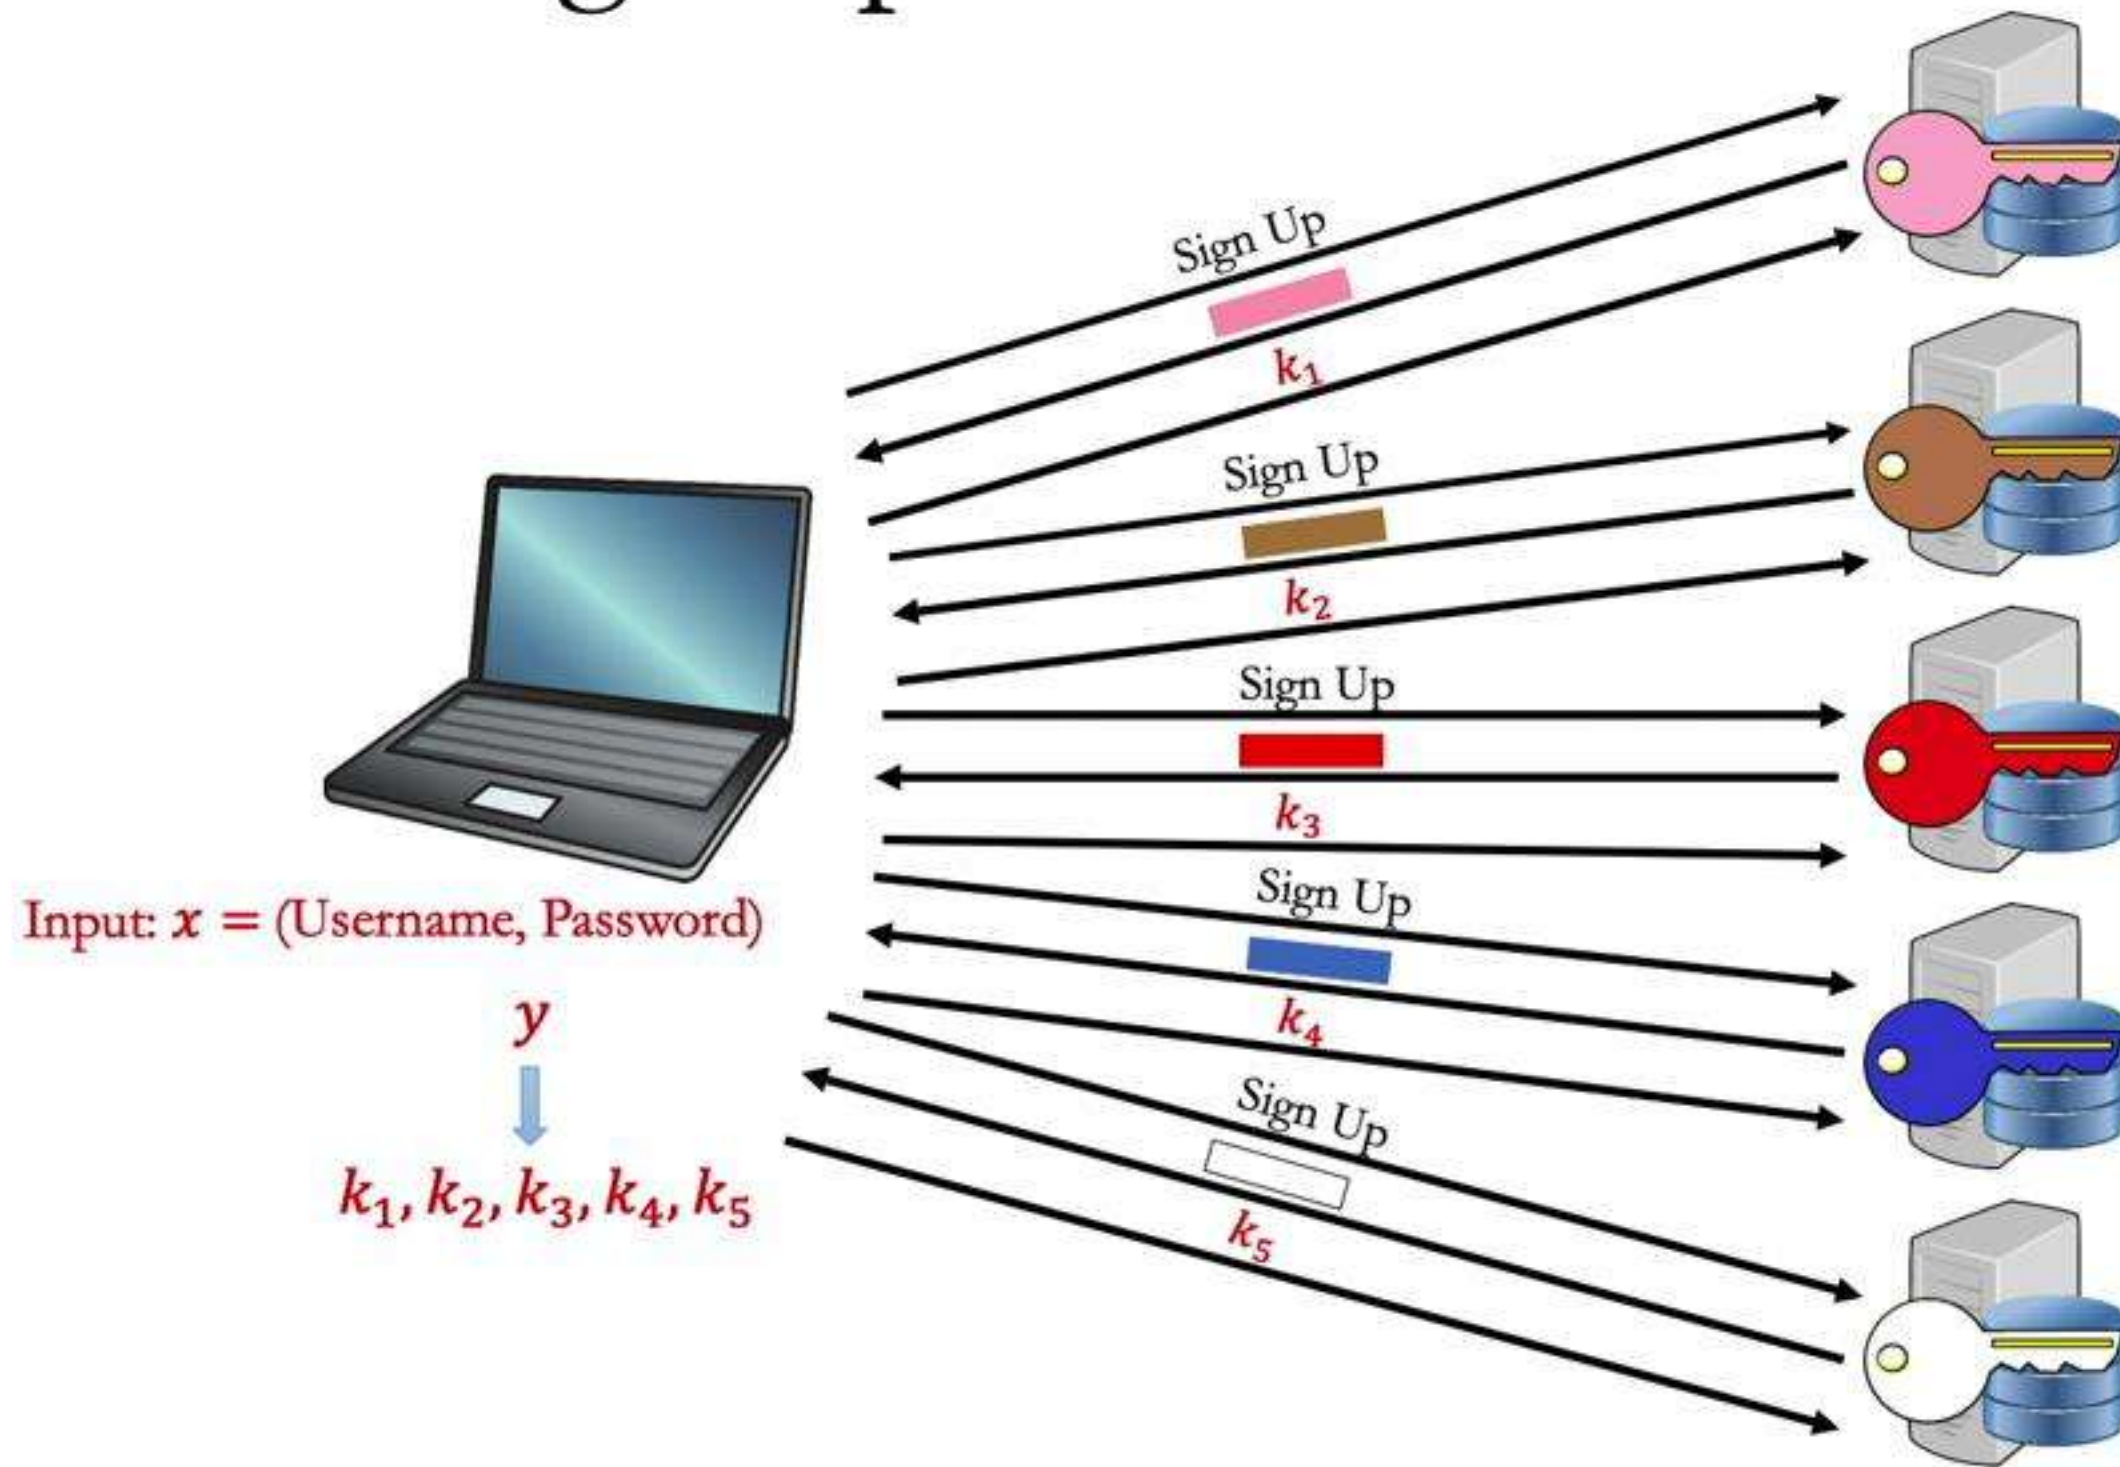 Sign Up
k₁
Sign Up
k₂
Sign Up
k₃
Sign Up
k₄
Sign Up
k₅
Input: x = (Username, Password)
y
k₁, k₂, k₃, k₄, k₅